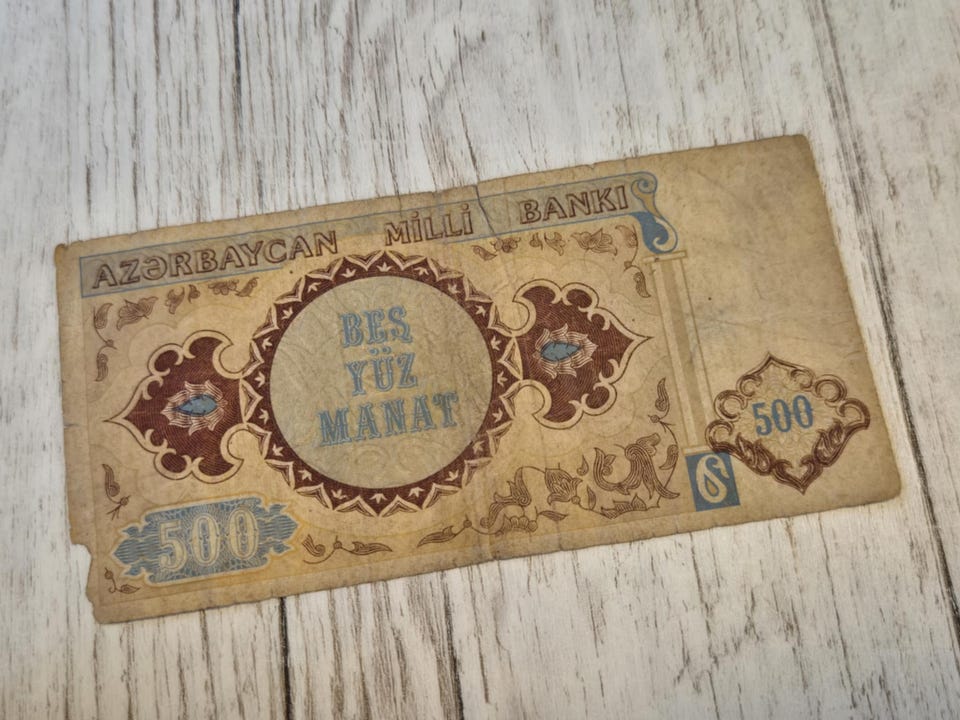 AZƏRBAYCAN MİLLİ BANKI
BEŞ
YÜZ
MANAT
500
500